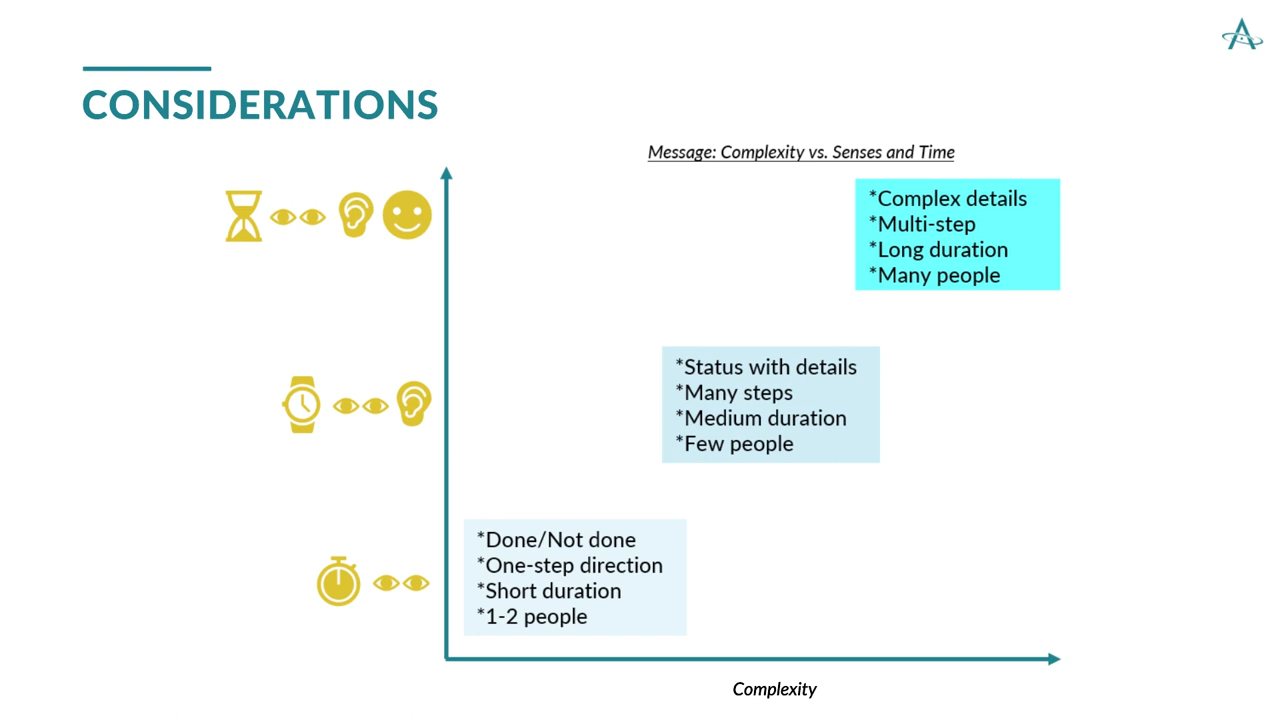 CONSIDERATIONS
Message: Complexity vs. Senses and Time
*Complex details
*Multi-step
*Long duration
*Many people
*Status with details
*Many steps
*Medium duration
*Few people
*Done/Not done
*One-step direction
*Short duration
*1-2 people
Complexity